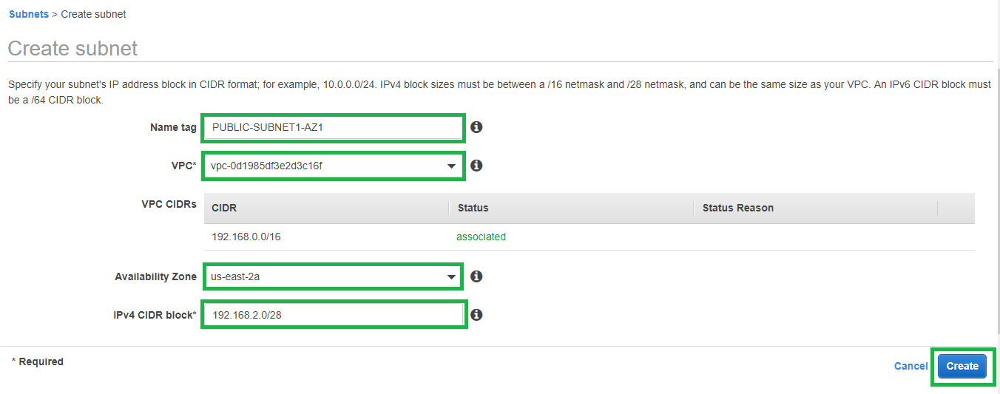 Subnets > Create subnet
Create subnet
Specify your subnet's IP address block in CIDR format; for example, 10.0.0.0/24. IPv4 block sizes must be between a /16 netmask and /28 netmask, and can be the same size as your VPC. An IPv6 CIDR block must
be a /64 CIDR block.
Name tag PUBLIC-SUBNET1-AZ1
VPC* vpc-0d1985df3e2d3c16f
VPC CIDRs CIDR Status Status Reason
192.168.0.0/16 associated
Availability Zone us-east-2a
IPv4 CIDR block* 192.168.2.0/28
* Required
Cancel Create